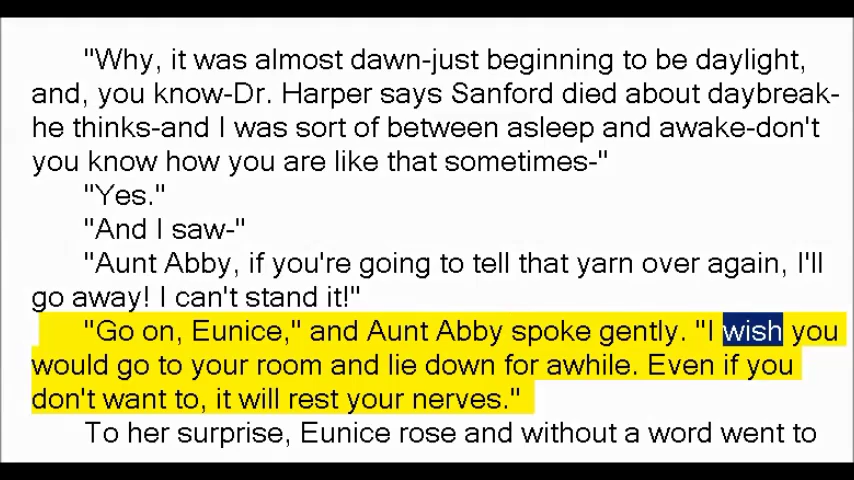 "Why, it was almost dawn-just beginning to be daylight,
and, you know-Dr. Harper says Sanford died about daybreak-
he thinks-and I was sort of between asleep and awake-don't
you know how you are like that sometimes-"
"Yes."
"And I saw-"
"Aunt Abby, if you're going to tell that yarn over again, I'll
go away! I can't stand it!"
"Go on, Eunice," and Aunt Abby spoke gently. "I wish you
would go to your room and lie down for awhile. Even if you
don't want to, it will rest your nerves."
To her surprise, Eunice rose and without a word went to